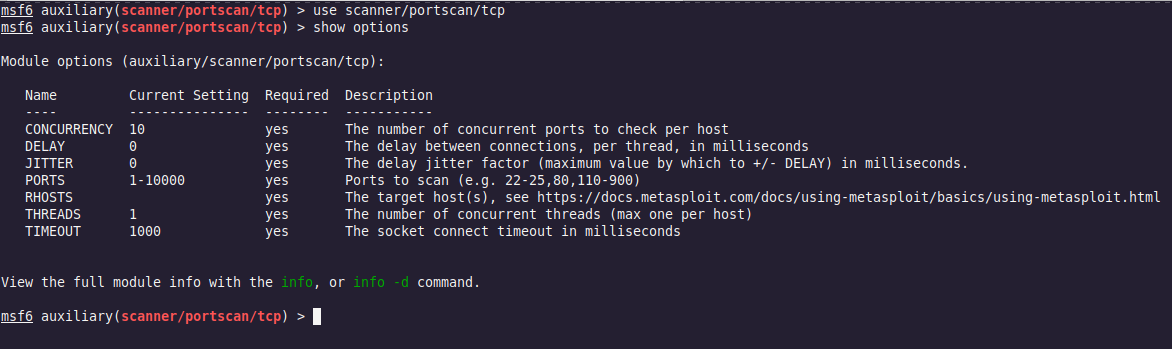 msf6 auxiliary(scanner/portscan/tcp) > use scanner/portscan/tcp
msf6 auxiliary(scanner/portscan/tcp) > show options

Module options (auxiliary/scanner/portscan/tcp):

   Name         Current Setting  Required  Description
   ----         ---------------  --------  -----------
   CONCURRENCY  10               yes       The number of concurrent ports to check per host
   DELAY        0                yes       The delay between connections, per thread, in milliseconds
   JITTER       0                yes       The delay jitter factor (maximum value by which to +/- DELAY) in milliseconds.
   PORTS        1-10000          yes       Ports to scan (e.g. 22-25,80,110-900)
   RHOSTS                        yes       The target host(s), see https://docs.metasploit.com/docs/using-metasploit/basics/using-metasploit.html
   THREADS      1                yes       The number of concurrent threads (max one per host)
   TIMEOUT      1000             yes       The socket connect timeout in milliseconds

View the full module info with the info, or info -d command.

msf6 auxiliary(scanner/portscan/tcp) >